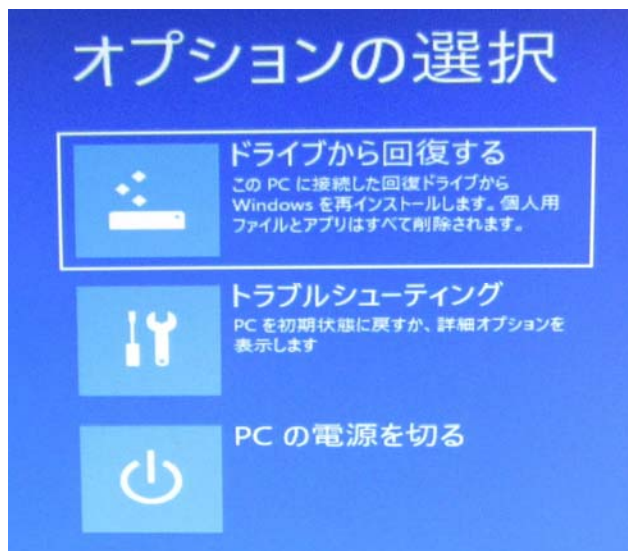 オプションの選択
ドライブから回復する
この PC に接続した回復ドライブから
Windows を再インストールします。個人用
ファイルとアプリはすべて削除されます。
トラブルシューティング
PC を初期状態に戻すか、詳細オプションを
表示します
PC の電源を切る